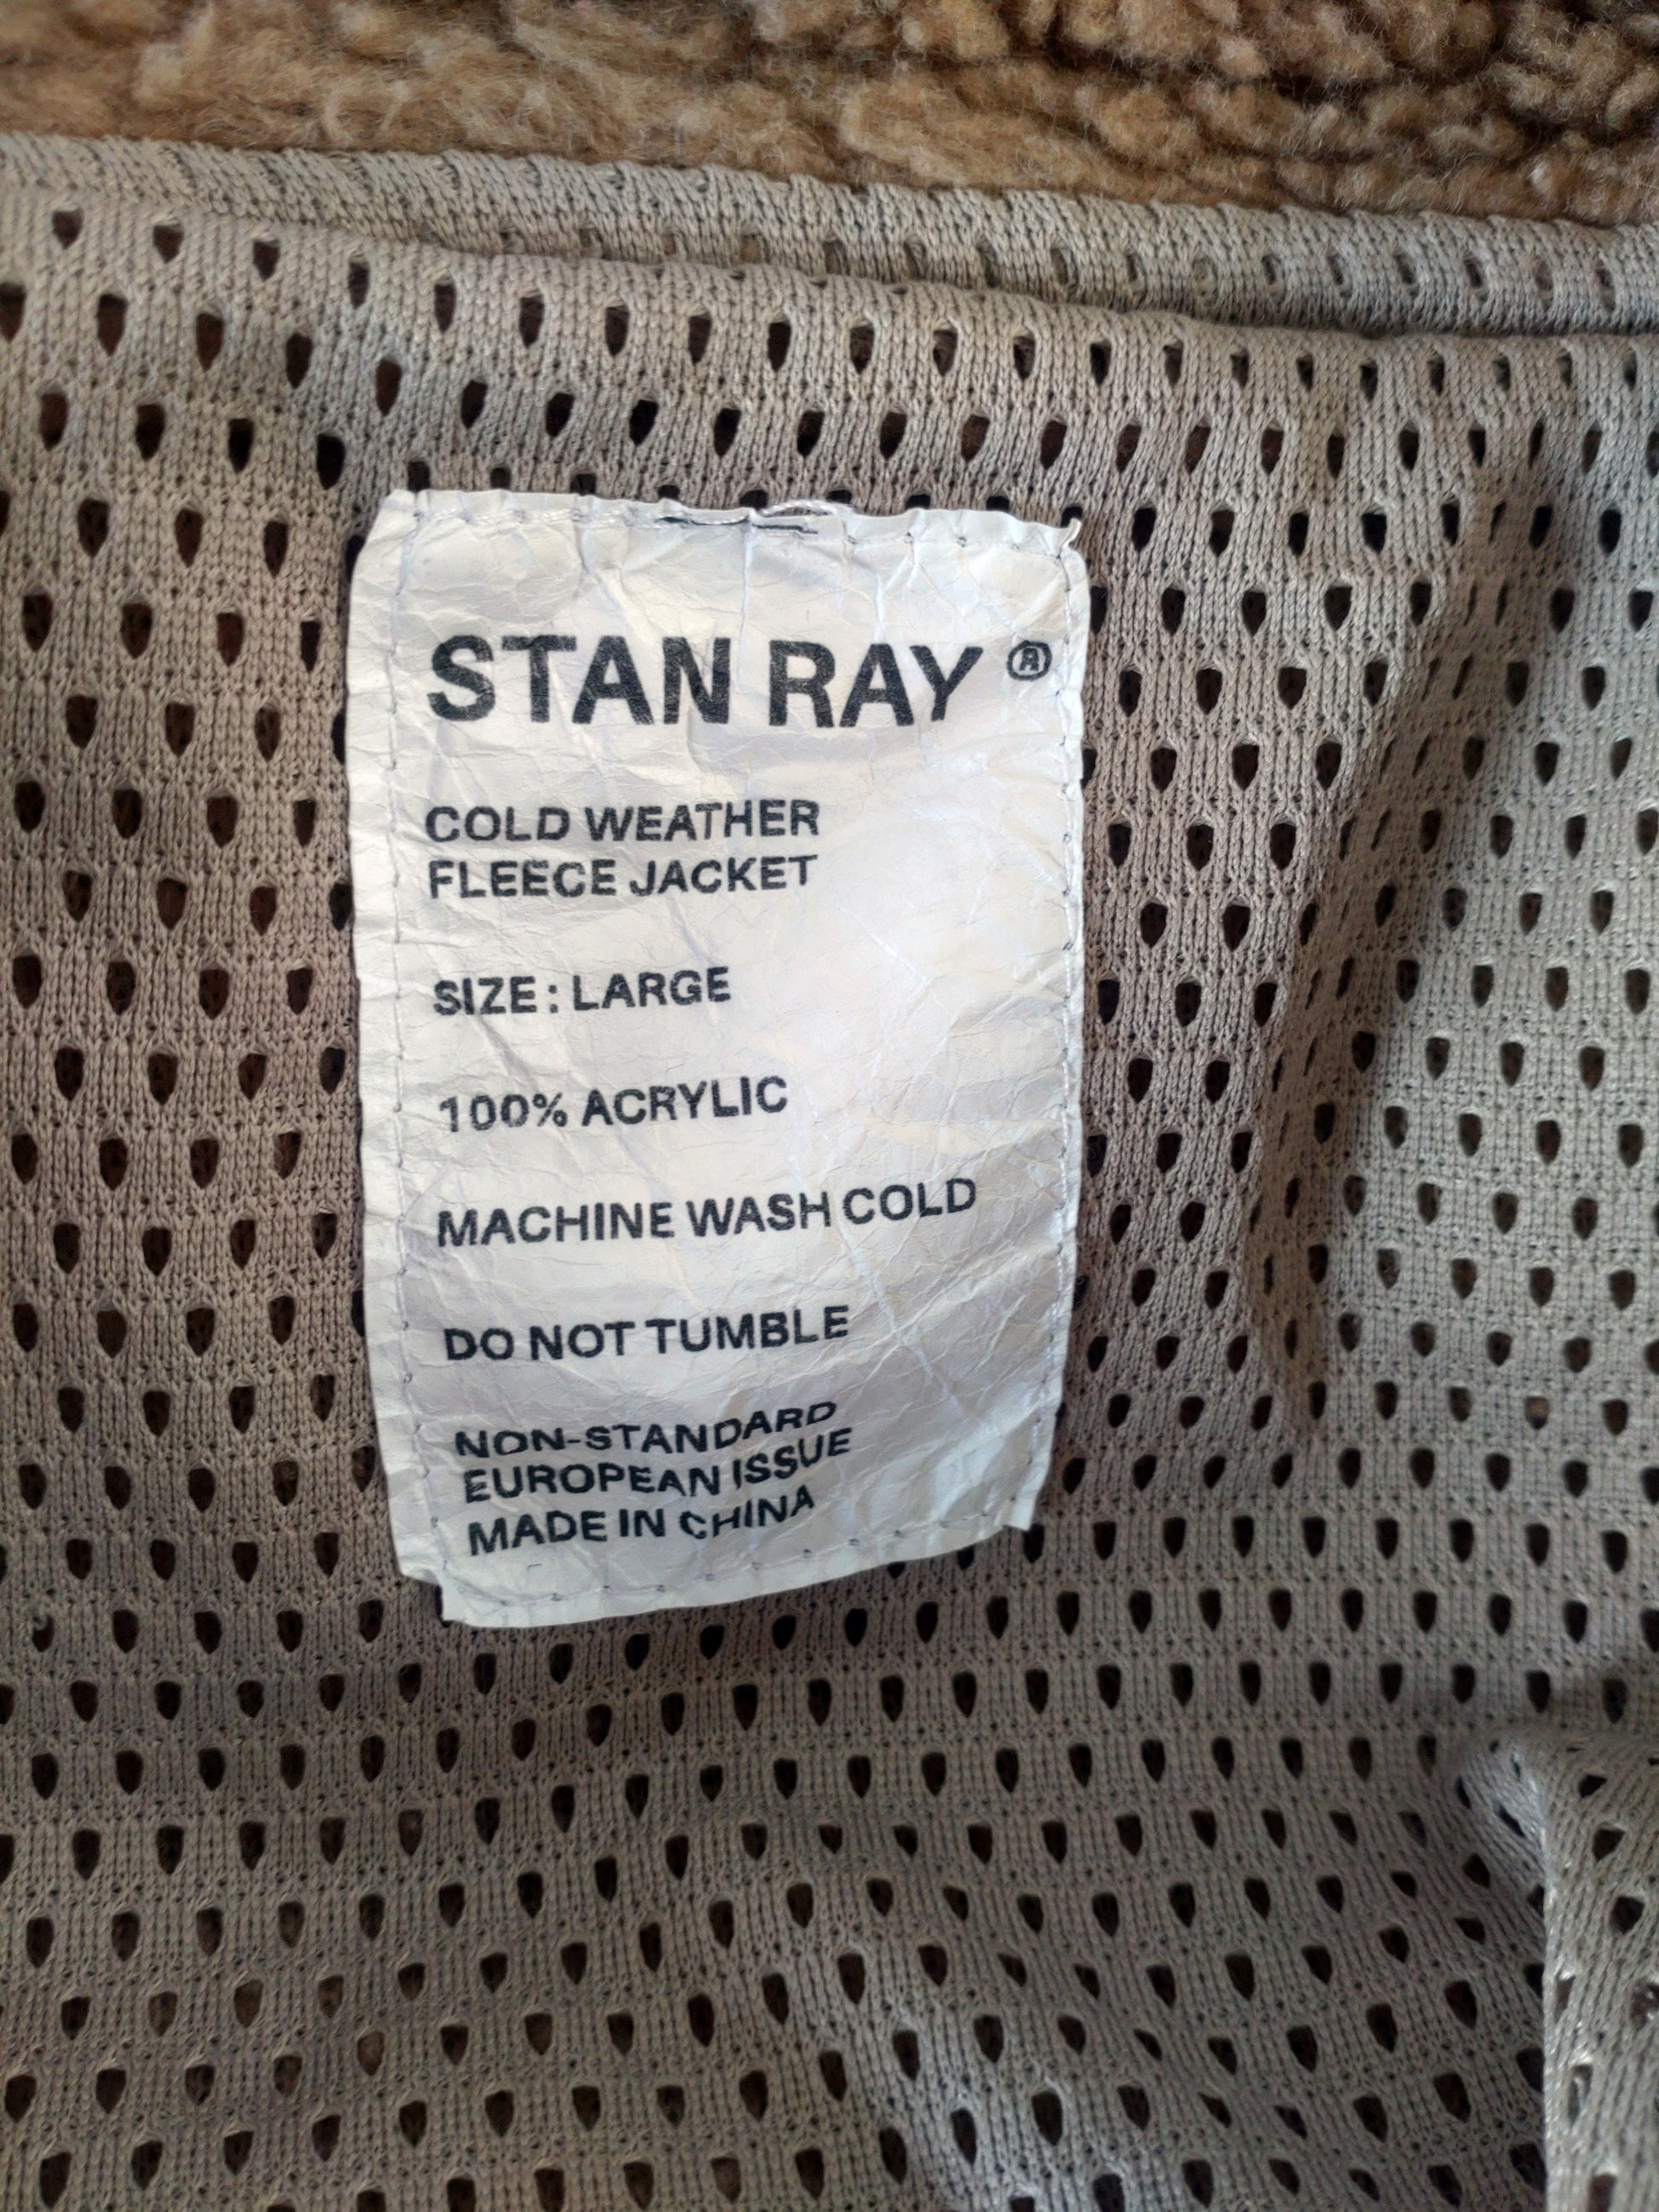 STAN RAY ®
COLD WEATHER
FLEECE JACKET
SIZE : LARGE
100% ACRYLIC
MACHINE WASH COLD
DO NOT TUMBLE
NON-STANDARD
EUROPEAN ISSUE
MADE IN CHINA